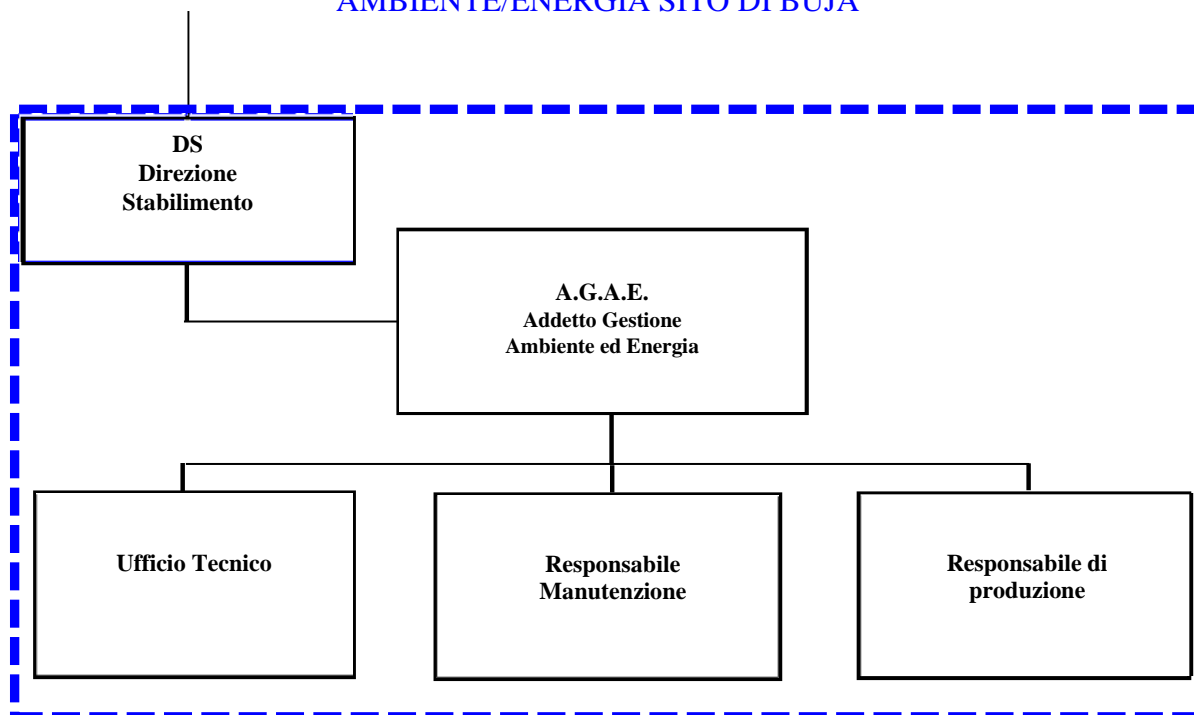 AMBIENTE/ENERGIA SITO DI BUJA
DS
Direzione
Stabilimento
A.G.A.E.
Addetto Gestione
Ambiente ed Energia
Ufficio Tecnico
Responsabile
Manutenzione
Responsabile di
produzione